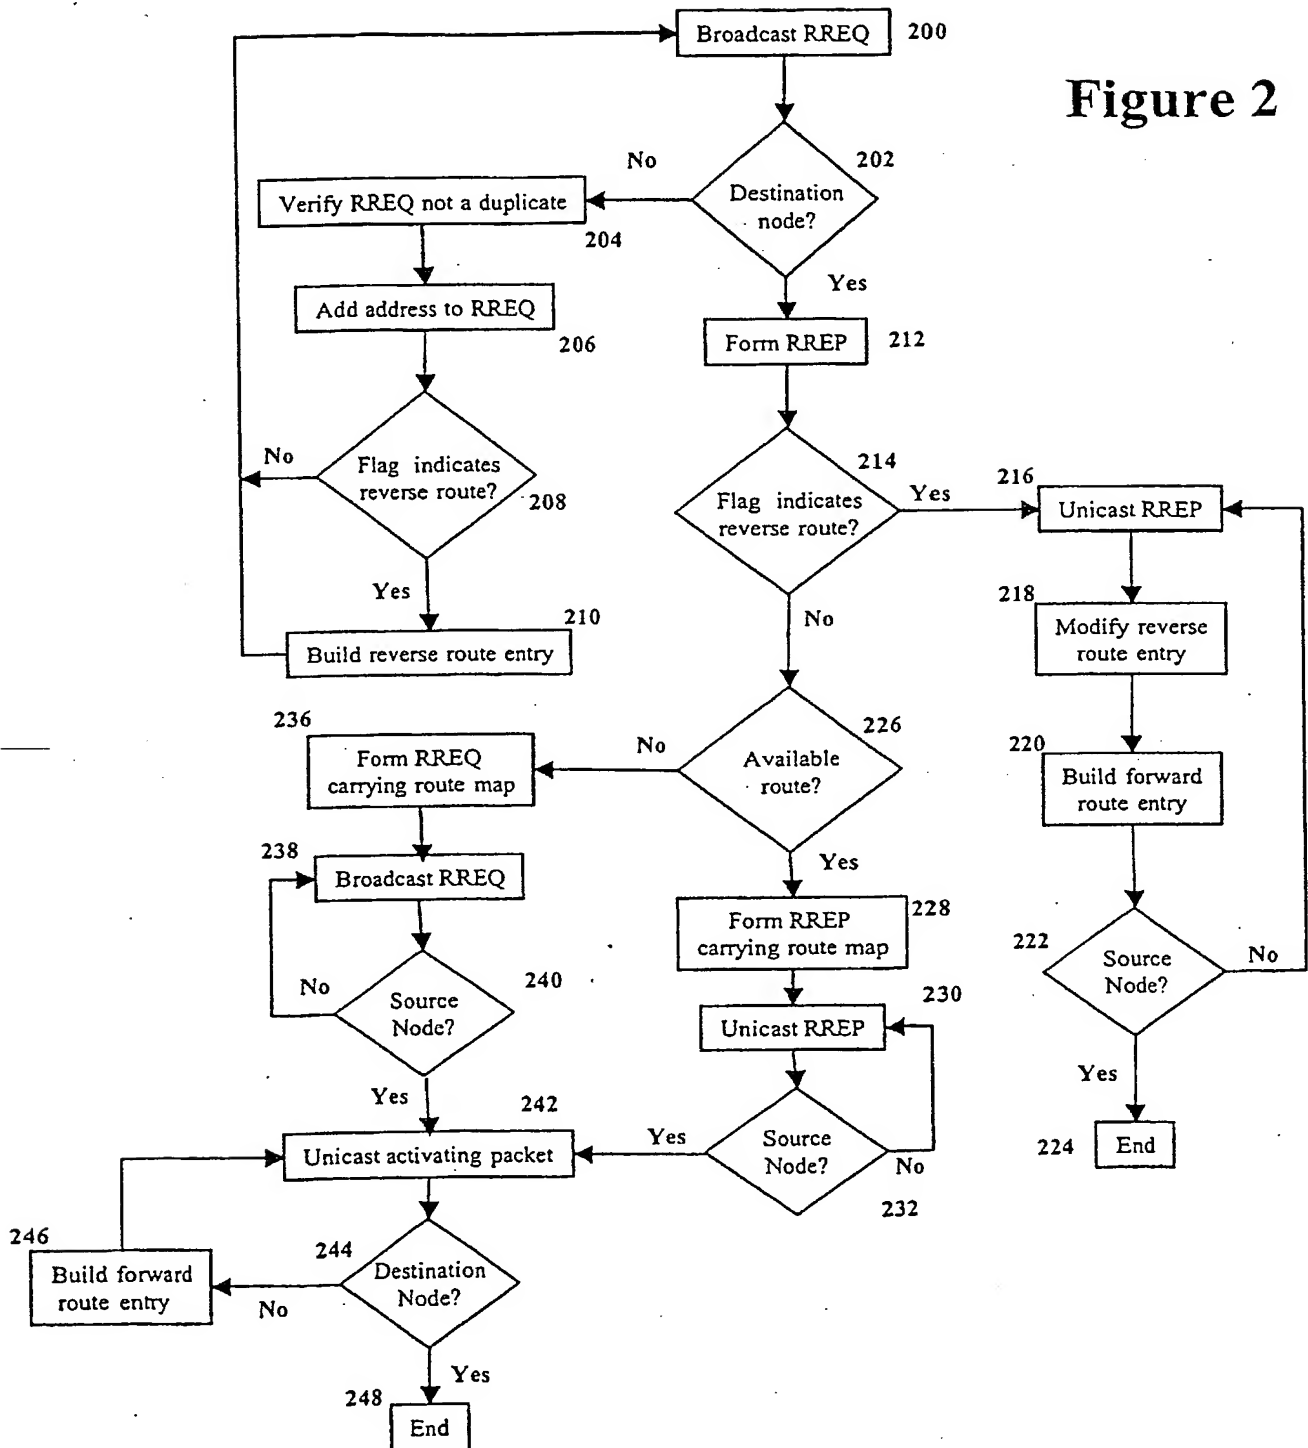 Broadcast RREQ 200
Figure 2
No
202
Destination
node?
Verify RREQ not a duplicate
204
Yes
Add address to RREQ
206
Form RREP 212
No
Flag indicates
reverse route?
208
214
Flag indicates
reverse route?
Yes
216
Unicast RREP
Yes
210
Build reverse route entry
No
218
Modify reverse
route entry
236
Form RREQ
carrying route map
No
226
Available
route?
220
Build forward
route entry
238
Broadcast RREQ
Yes
228
Form RREP
carrying route map
222
Source
Node?
No
No
240
Source
Node?
230
Unicast RREP
Yes
242
Unicast activating packet
Yes
Source
Node?
No
232
Yes
224
End
246
Build forward
route entry
No
244
Destination
Node?
Yes
248
End